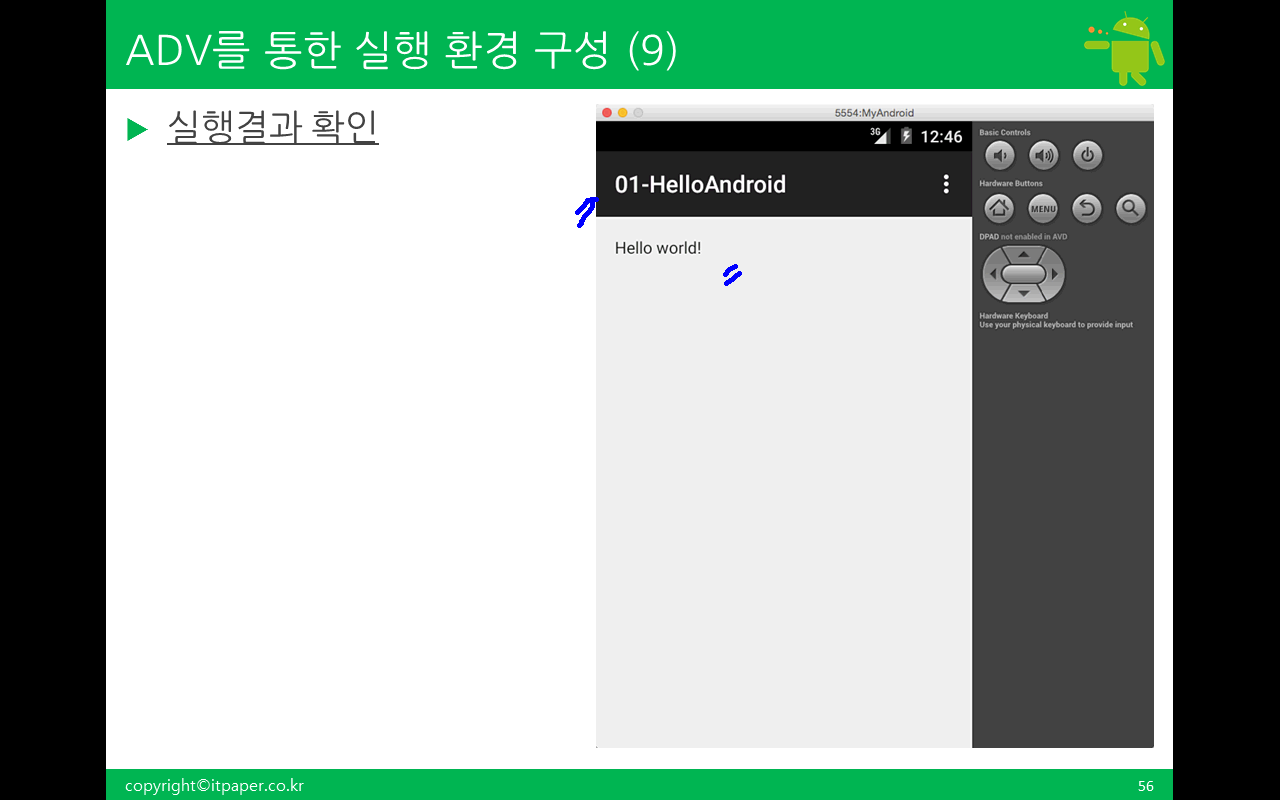 ADV를 통한 실행 환경 구성 (9)
실행결과 확인
5554:MyAndroid
3G 12:46
01-HelloAndroid
Hello world!
Basic Controls
Hardware Buttons
MENU
DPAD not enabled in AVD
Hardware Keyboard
Use your physical keyboard to provide input
copyright©itpaper.co.kr
56